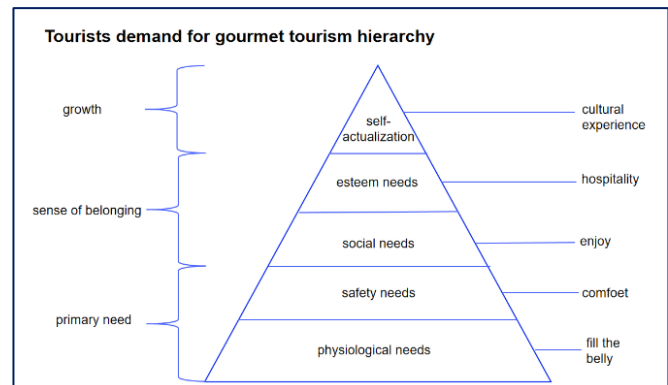 Tourists demand for gourmet tourism hierarchy
growth
self-
actualization
cultural
experience
esteem needs
hospitality
sense of belonging
social needs
enjoy
safety needs
comfoet
primary need
physiological needs
fill the
belly